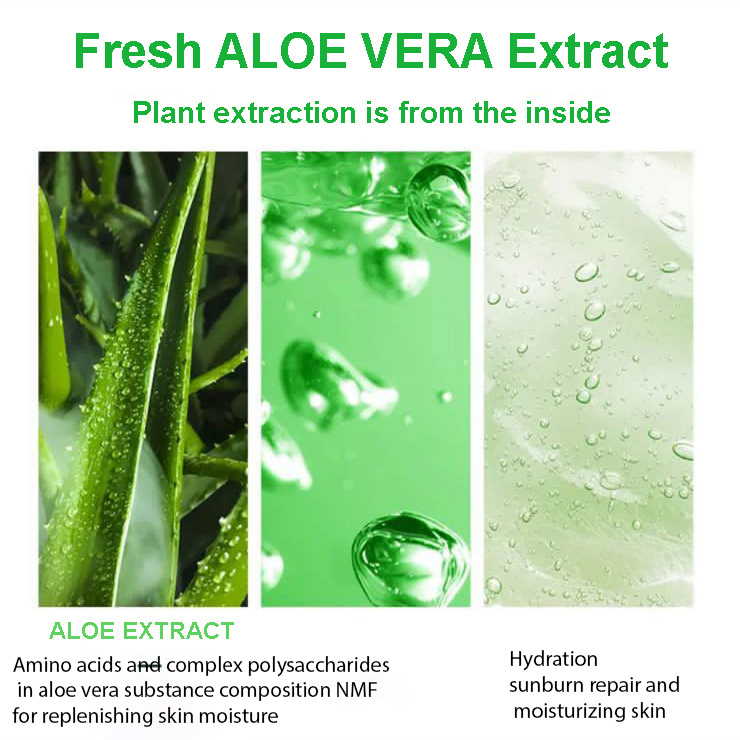 Fresh ALOE VERA Extract
Plant extraction is from the inside
ALOE EXTRACT
Amino acids and complex polysaccharides
in aloe vera substance composition NMF
for replenishing skin moisture
Hydration
sunburn repair and
moisturizing skin